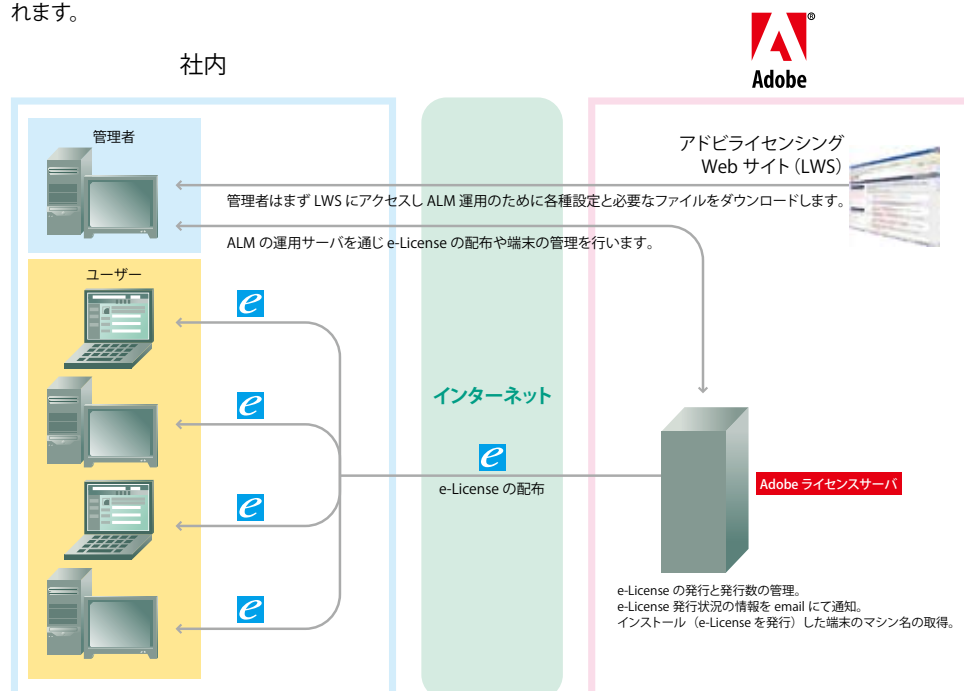 れます。
社内
Adobe
管理者
アドビライセンシング
Web サイト（LWS）
管理者はまず LWS にアクセスし ALM 運用のために各種設定と必要なファイルをダウンロードします。
ALM の運用サーバを通じ e-License の配布や端末の管理を行います。
ユーザー
e
e
インターネット
e
e-License の配布
Adobe ライセンスサーバ
e
e
e-License の発行と発行数の管理。
e-License 発行状況の情報を email にて通知。
インストール（e-License を発行）した端末のマシン名の取得。